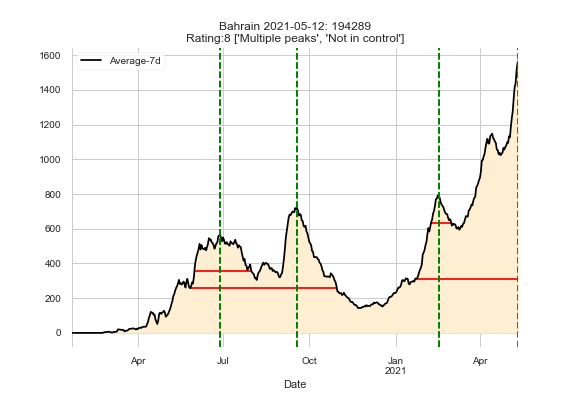 Bahrain 2021-05-12: 194289
Rating:8 ['Multiple peaks', 'Not in control']
Average-7d
1600
1400
1200
1000
800
600
400
200
0
Apr
Jul
Oct
Jan
2021
Apr
Date